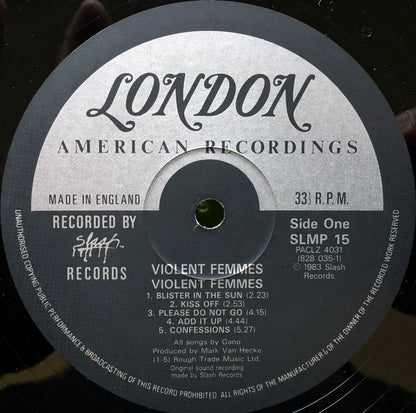 LONDON
AMERICAN RECORDINGS
MADE IN ENGLAND
33⅓ R.P.M.
RECORDED BY
Slash
RECORDS
Side One
SLMP 15
PACLZ 4031
(828 035-1)
℗ 1983 Slash
Records
VIOLENT FEMMES
VIOLENT FEMMES
1. BLISTER IN THE SUN (2.23)
2. KISS OFF (2.53)
3. PLEASE DO NOT GO (4.15)
4. ADD IT UP (4.44)
5. CONFESSIONS (5.27)
All songs by Gano
Produced by Mark Van Hecke
(1-5) Rough Trade Music Ltd.
Original sound recording
made by Slash Records
UNAUTHORISED COPYING PUBLIC PERFORMANCE & BROADCASTING OF THIS RECORD PROHIBITED ALL RIGHTS OF THE MANUFACTURER & OF THE OWNER OF THE RECORDED WORK RESERVED